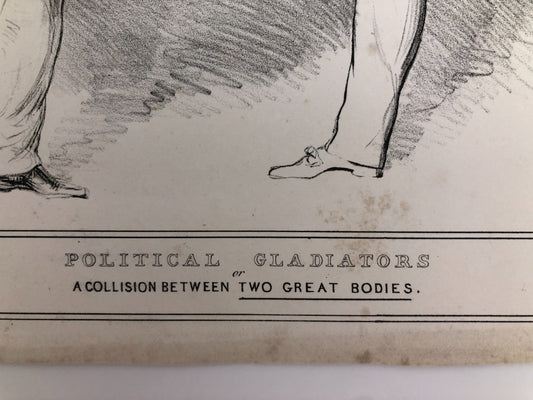 POLITICAL GLADIATORS
or
A COLLISION BETWEEN TWO GREAT BODIES.